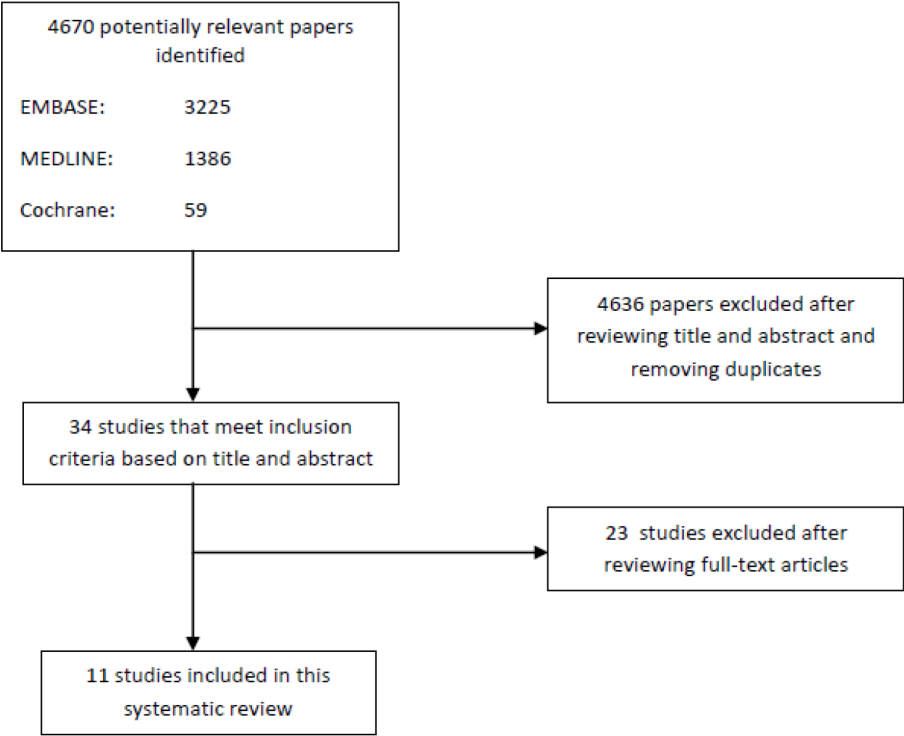 4670 potentially relevant papers
identified
EMBASE: 3225
MEDLINE: 1386
Cochrane: 59
4636 papers excluded after
reviewing title and abstract and
removing duplicates
34 studies that meet inclusion
criteria based on title and abstract
23 studies excluded after
reviewing full-text articles
11 studies included in this
systematic review